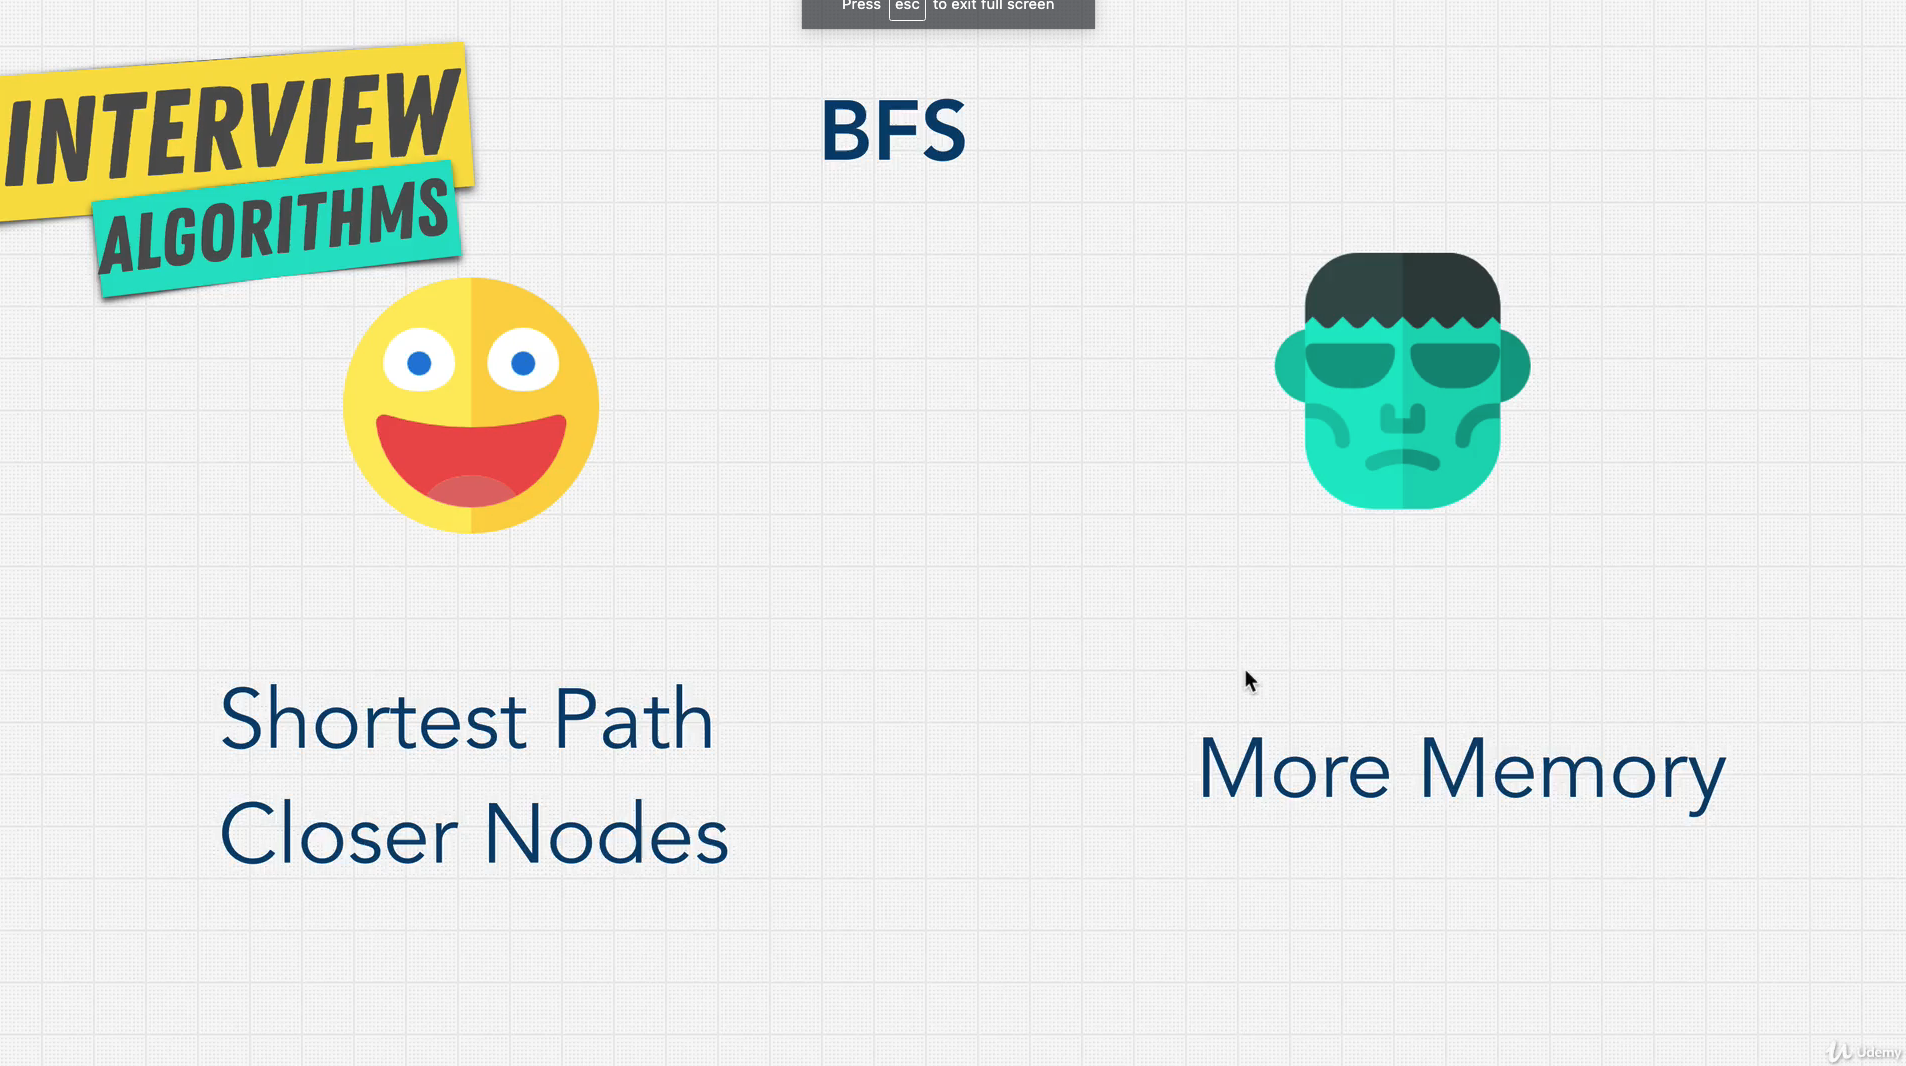 Press esc to exit full screen
INTERVIEW
ALGORITHMS
BFS
Shortest Path
Closer Nodes
More Memory
Udemy